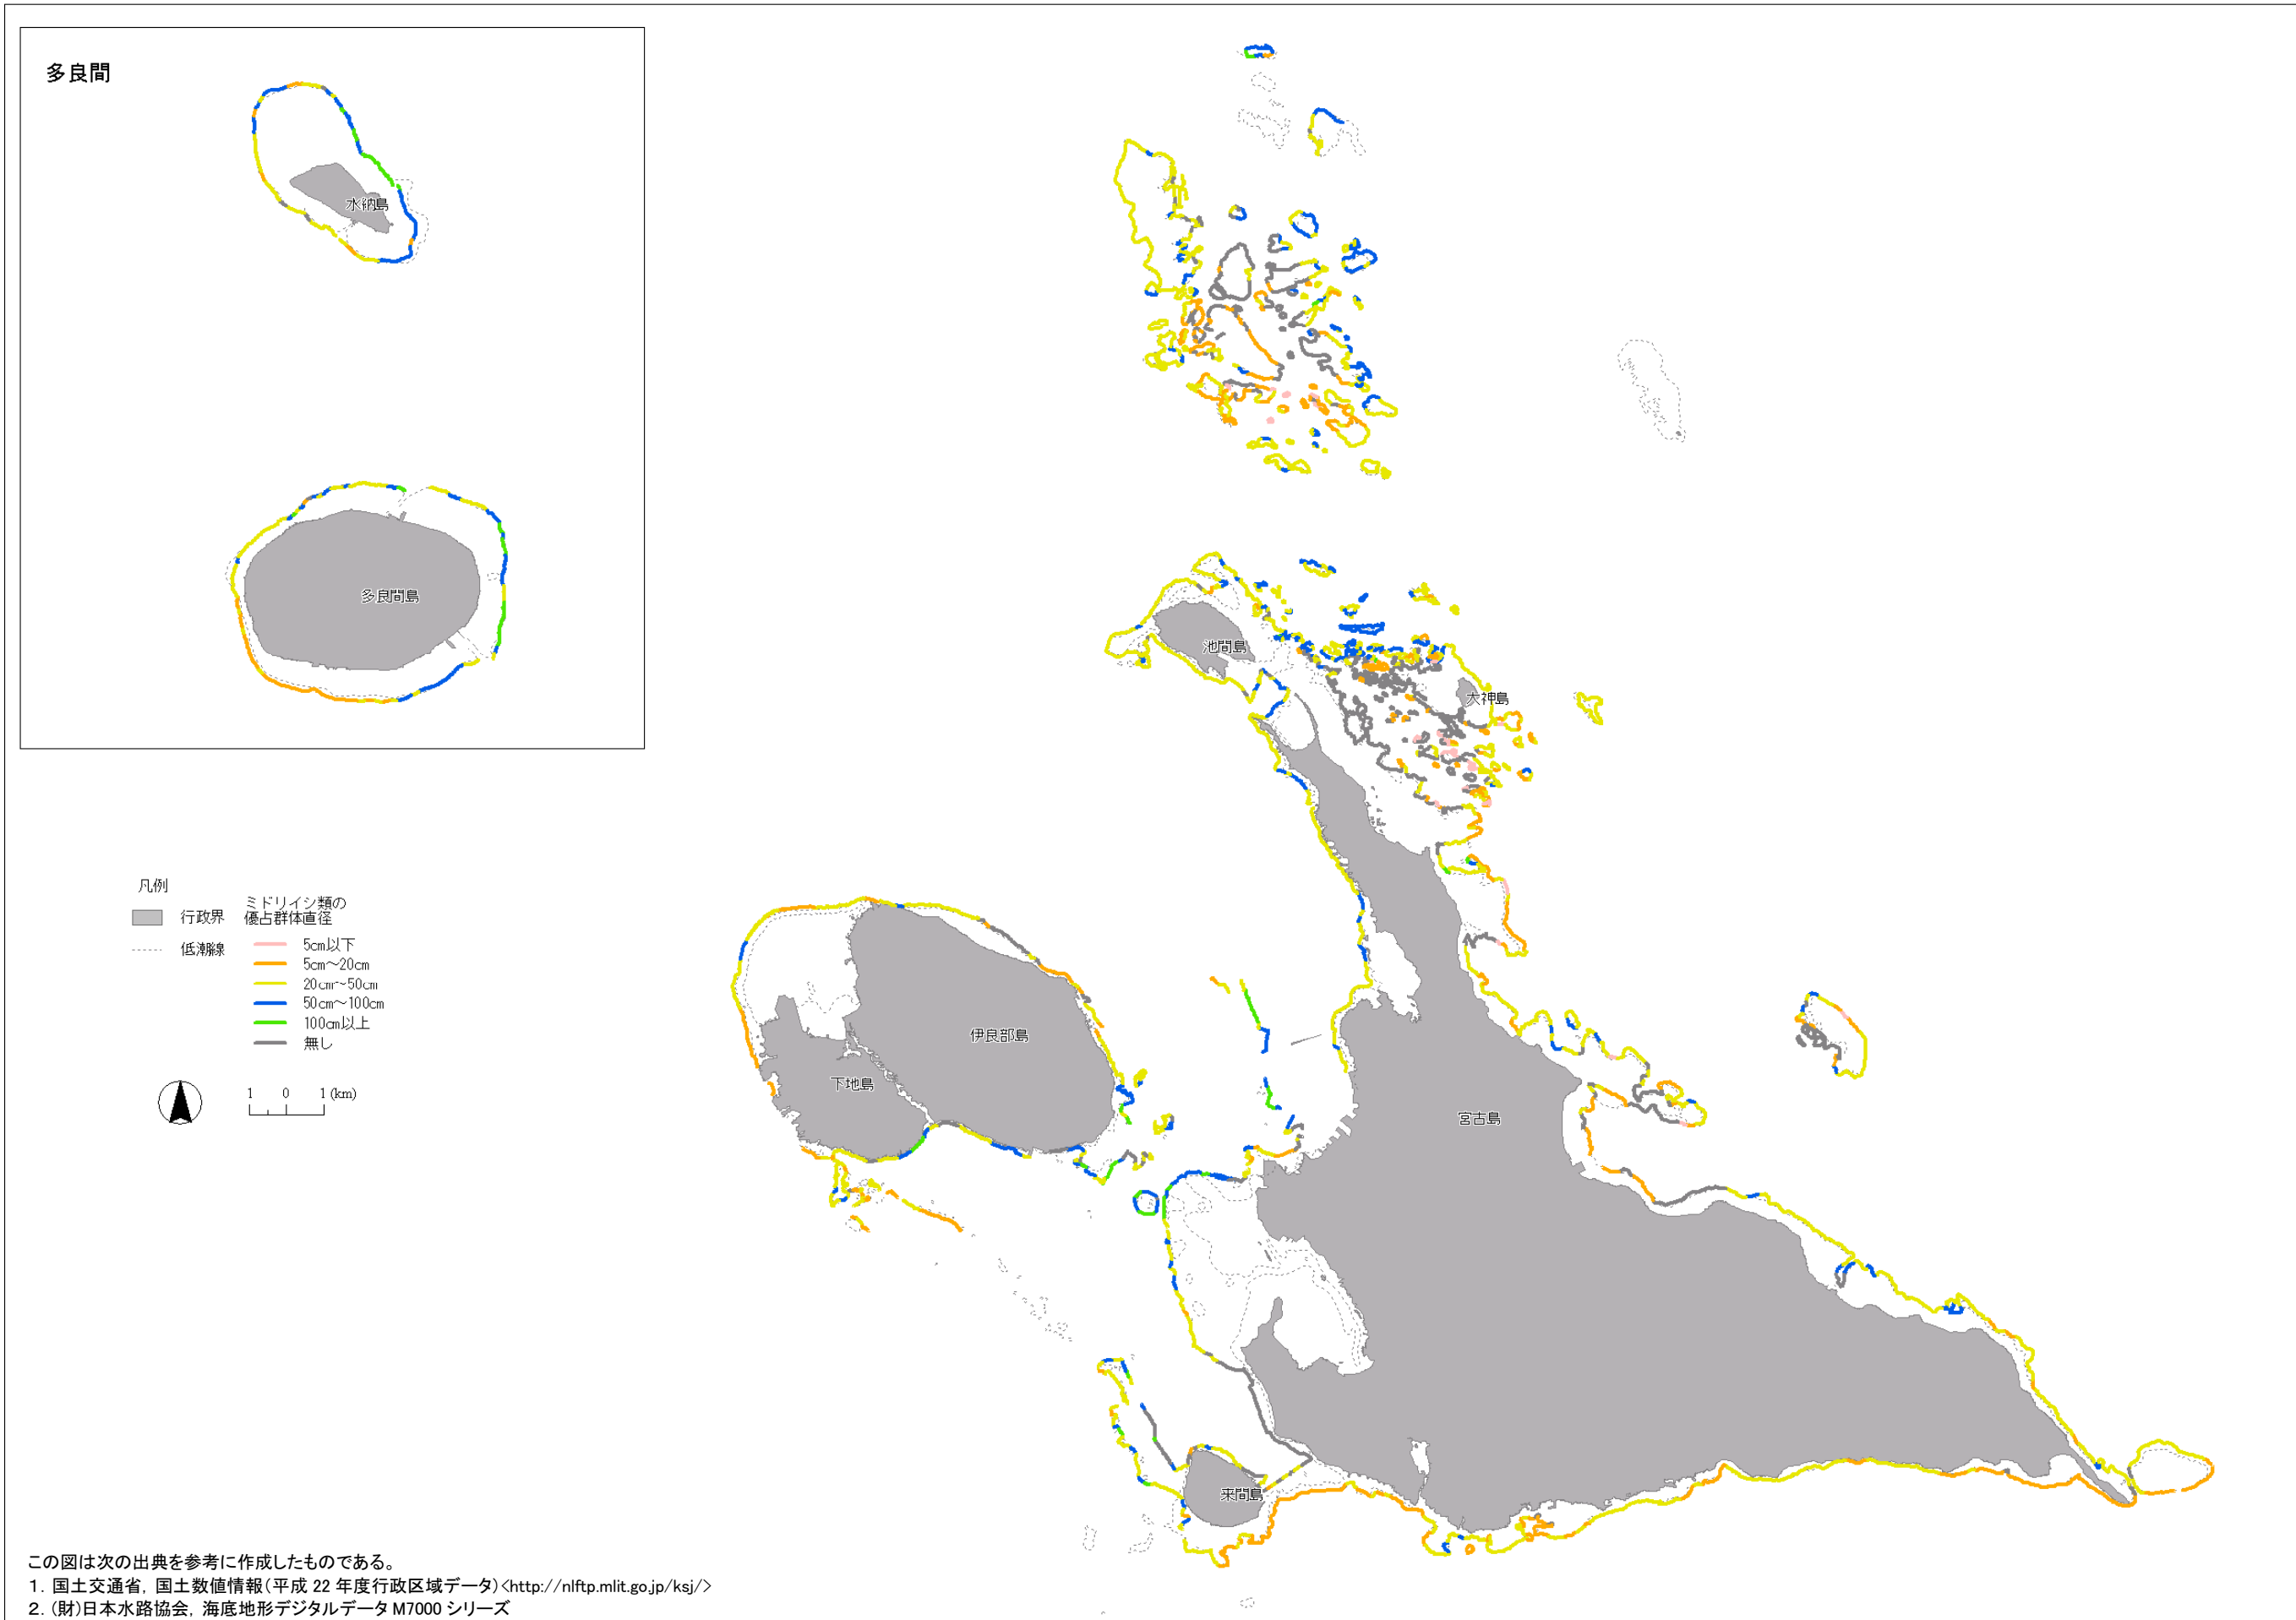 多良間
水納島
多良間島
池間島
大神島
伊良部島
下地島
宮古島
来間島
凡例
行政界
低潮線
ミドリイシ類の
優占群体直径
5cm以下
5cm～20cm
20cm～50cm
50cm～100cm
100cm以上
無し
1 0 1 (km)
この図は次の出典を参考に作成したものである。
1. 国土交通省, 国土数値情報(平成 22 年度行政区域データ)<http://nlftp.mlit.go.jp/ksj/>
2. (財)日本水路協会, 海底地形デジタルデータ M7000 シリーズ